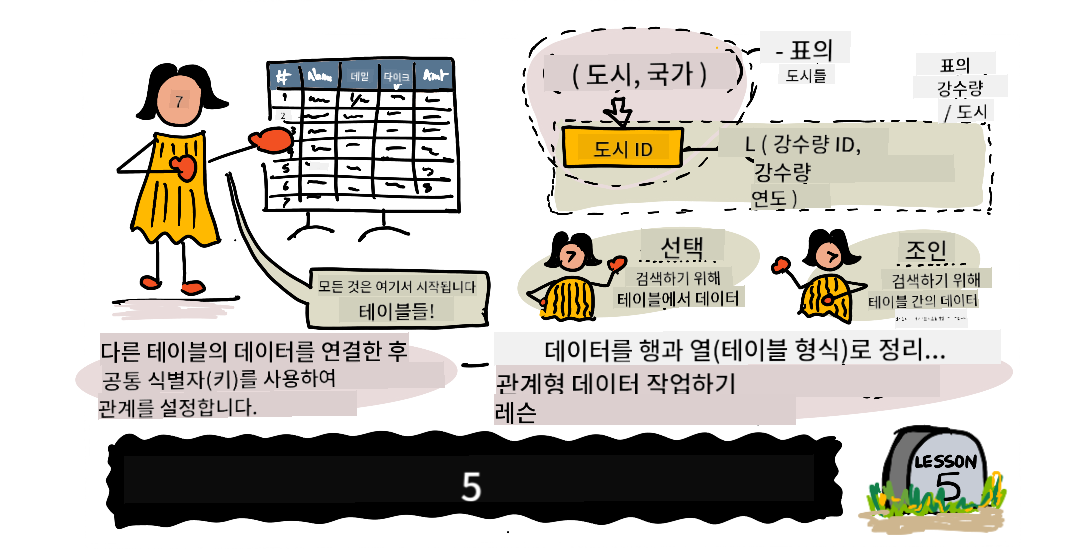 7
# Nam 데일 타이크 Amt
1
2
3
4
5
6
7
8
모든 것은 여기서 시작됩니다
테이블들!
( 도시, 국가 )
- 표의
도시들
표의
강수량
/ 도시
도시 ID
L ( 강수량 ID,
강수량
연도 )
7
선택
검색하기 위해
테이블에서 데이터
7
조인
검색하기 위해
테이블 간의 데이터
다른 테이블의 데이터를 연결한 후
공통 식별자(키)를 사용하여
관계를 설정합니다.
데이터를 행과 열(테이블 형식)로 정리...
관계형 데이터 작업하기
레슨
5
LESSON
5